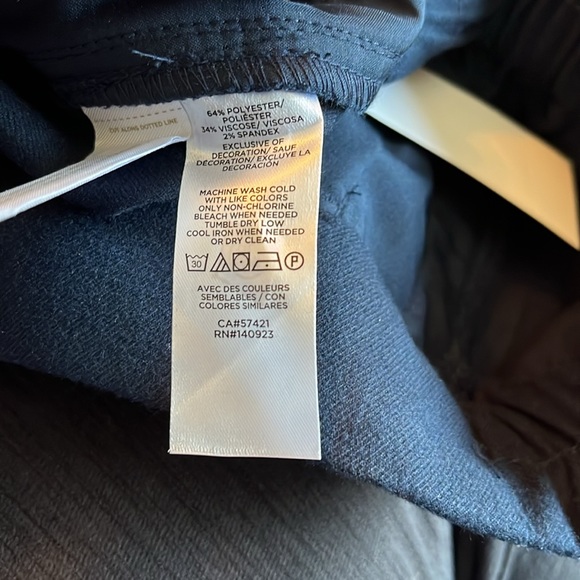 CUT ALONG DOTTED LINE
64% POLYESTER/
POLIÉSTER
34% VISCOSE/ VISCOSA
2% SPANDEX
EXCLUSIVE OF
DECORATION/ SAUF
DÉCORATION/ EXCLUYE LA
DECORACIÓN
MACHINE WASH COLD
WITH LIKE COLORS
ONLY NON-CHLORINE
BLEACH WHEN NEEDED
TUMBLE DRY LOW
COOL IRON WHEN NEEDED
OR DRY CLEAN
30 P
AVEC DES COULEURS
SEMBLABLES / CON
COLORES SIMILARES
CA#57421
RN#140923